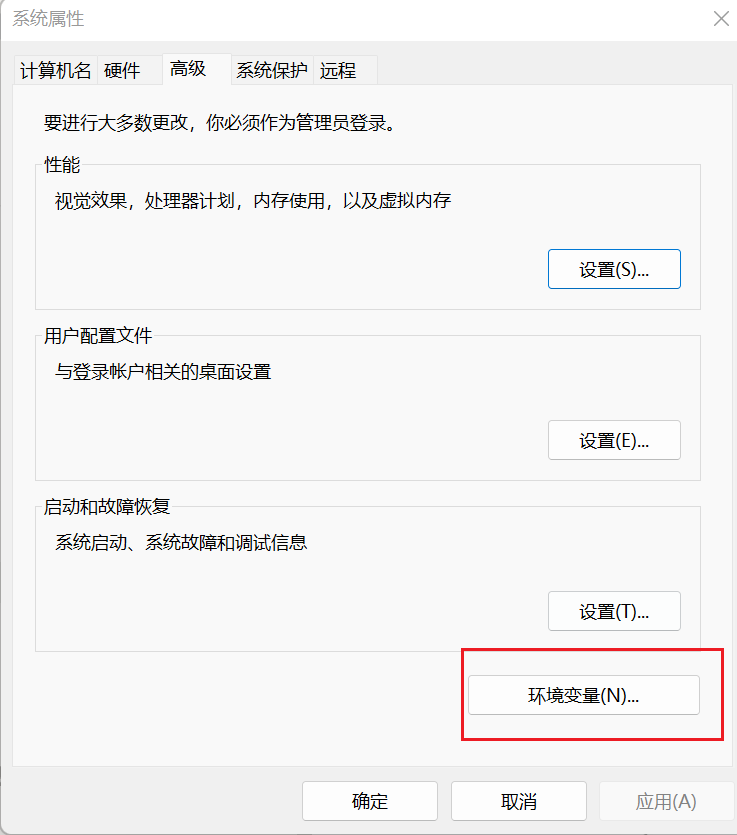 系统属性
计算机名 硬件 高级 系统保护 远程
要进行大多数更改，你必须作为管理员登录。
性能
视觉效果，处理器计划，内存使用，以及虚拟内存
设置(S)...
用户配置文件
与登录帐户相关的桌面设置
设置(E)...
启动和故障恢复
系统启动、系统故障和调试信息
设置(T)...
环境变量(N)...
确定 取消 应用(A)